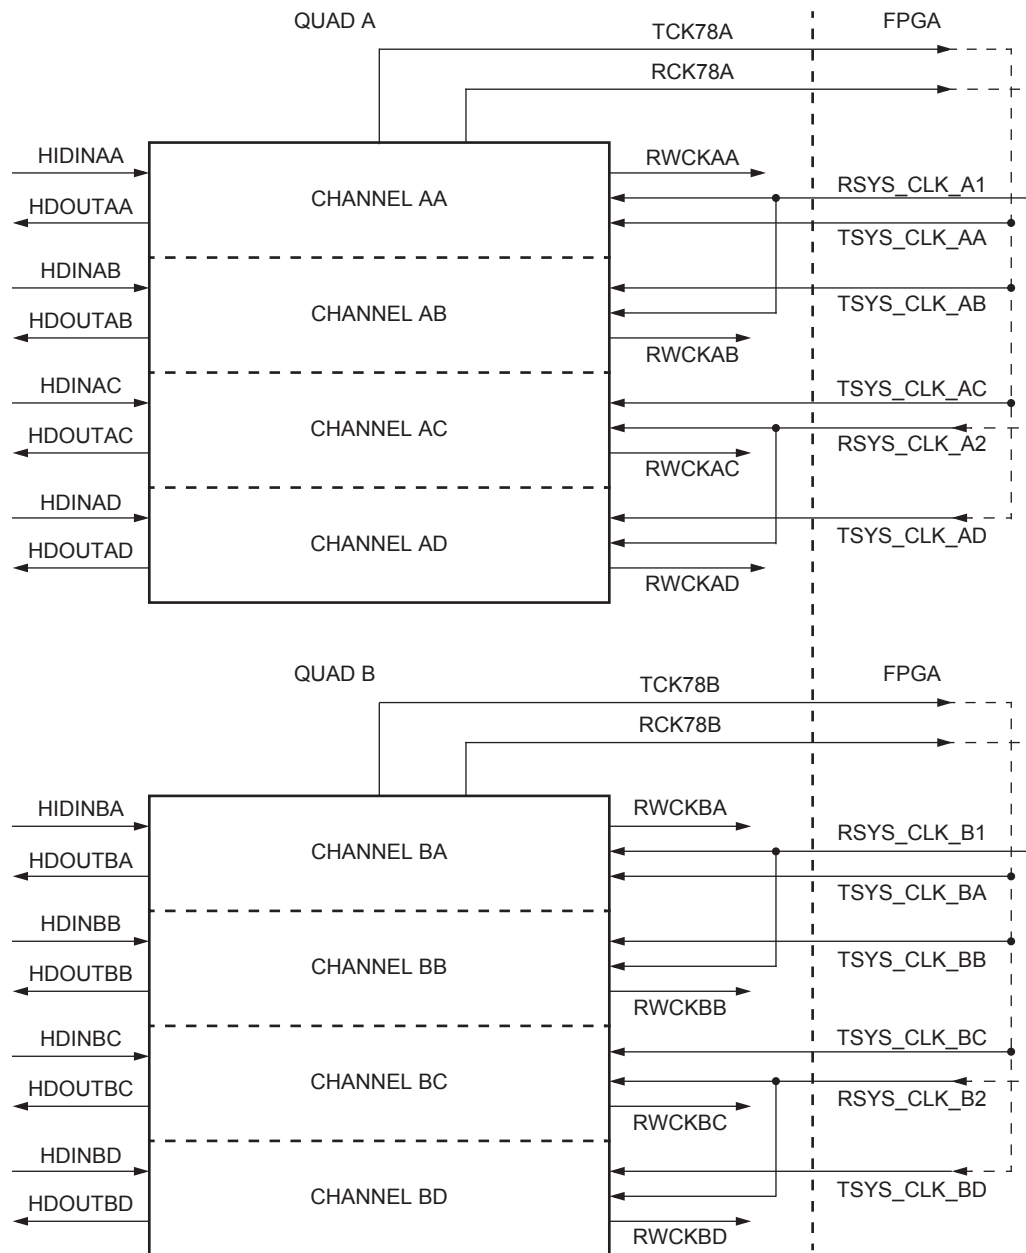 QUAD A
FPGA
TCK78A
RCK78A
HIDINAA
RWCKAA
CHANNEL AA
RSYS_CLK_A1
HDOUTAA
TSYS_CLK_AA
HDINAB
CHANNEL AB
TSYS_CLK_AB
HDOUTAB
RWCKAB
HDINAC
TSYS_CLK_AC
CHANNEL AC
HDOUTAC
RSYS_CLK_A2
RWCKAC
HDINAD
TSYS_CLK_AD
CHANNEL AD
HDOUTAD
RWCKAD
QUAD B
FPGA
TCK78B
RCK78B
HIDINBA
RWCKBA
CHANNEL BA
RSYS_CLK_B1
HDOUTBA
TSYS_CLK_BA
HDINBB
CHANNEL BB
TSYS_CLK_BB
HDOUTBB
RWCKBB
HDINBC
TSYS_CLK_BC
CHANNEL BC
HDOUTBC
RSYS_CLK_B2
RWCKBC
HDINBD
TSYS_CLK_BD
CHANNEL BD
HDOUTBD
RWCKBD